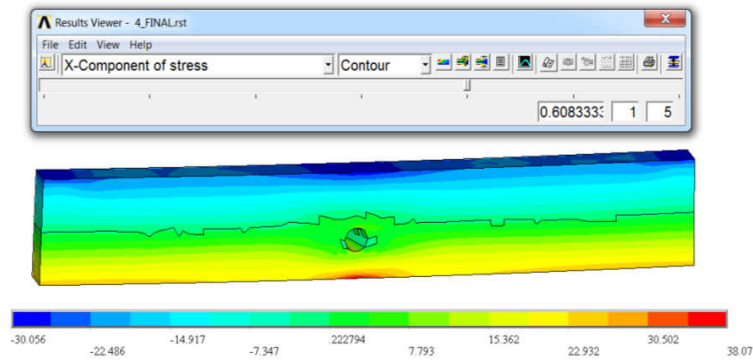 Results Viewer - 4_FINAL.rst
File Edit View Help
X-Component of stress Contour
0.6083333 1 5
-30.056 -14.917 222794 15.362 30.502
-22.486 -7.347 7.793 22.932 38.07